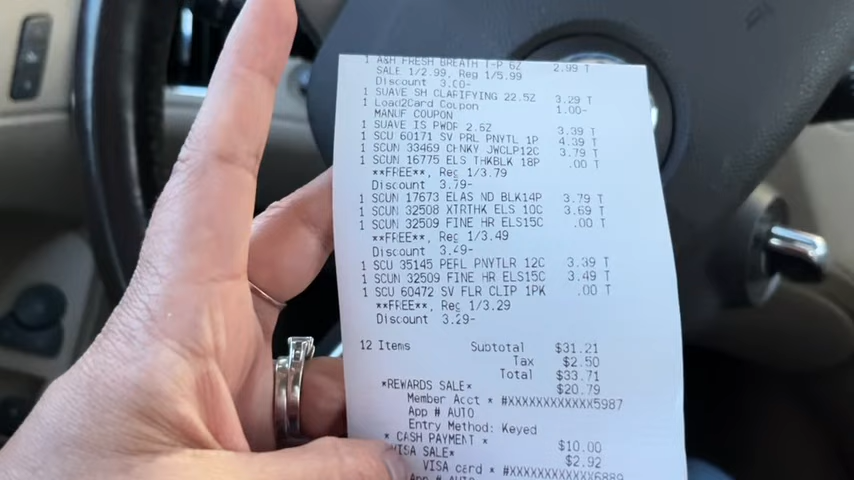 1 A&H FRESH BREATH T-P 6Z 2.99 T
SALE 1/2.99, Reg 1/5.99
Discount 3.00-
1 SUAVE SH CLARIFYING 22.5Z 3.29 T
1 Load2Card Coupon 1.00-
MANUF COUPON
1 SUAVE IS PWDR 2.6Z 3.39 T
1 SCU 60171 SV PRL PNYTL 1P 4.39 T
1 SCUN 33469 CHNKY JWCLP12C 3.79 T
1 SCUN 16775 ELS THKBLK 18P .00 T
**FREE**, Reg 1/3.79
Discount 3.79-
1 SCUN 17673 ELAS ND BLK14P 3.79 T
1 SCUN 32508 XTRTHK ELS 10C 3.69 T
1 SCUN 32509 FINE HR ELS15C .00 T
**FREE**, Reg 1/3.49
Discount 3.49-
1 SCU 35145 PERL PNYTLR 12C 3.39 T
1 SCUN 32509 FINE HR ELS15C 3.49 T
1 SCU 60472 SV FLR CLIP 1PK .00 T
**FREE**, Reg 1/3.29
Discount 3.29-
12 Items Subtotal $31.21
Tax $2.50
Total $33.71
*REWARDS SALE* $20.79
Member Acct * #XXXXXXXXXXXX5987
App # AUTO
Entry Method: Keyed
* CASH PAYMENT * $10.00
VISA SALE* $2.92
VISA card * #XXXXXXXXXXXX6889
App # AUTO